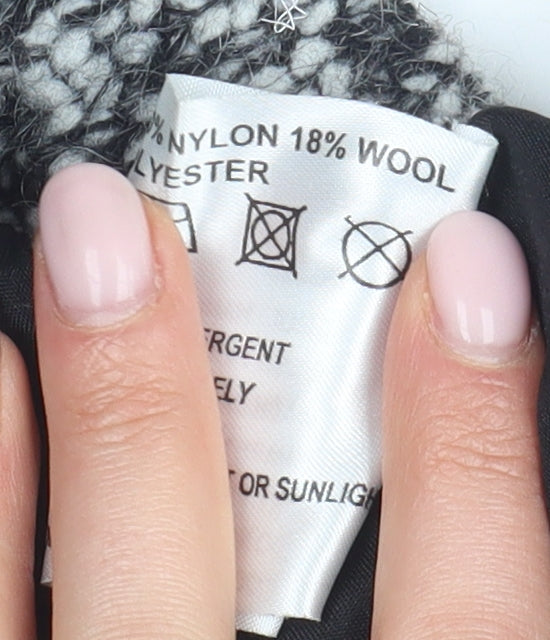 % NYLON 18% WOOL
LYESTER
ERGENT
ELY
T OR SUNLIGH